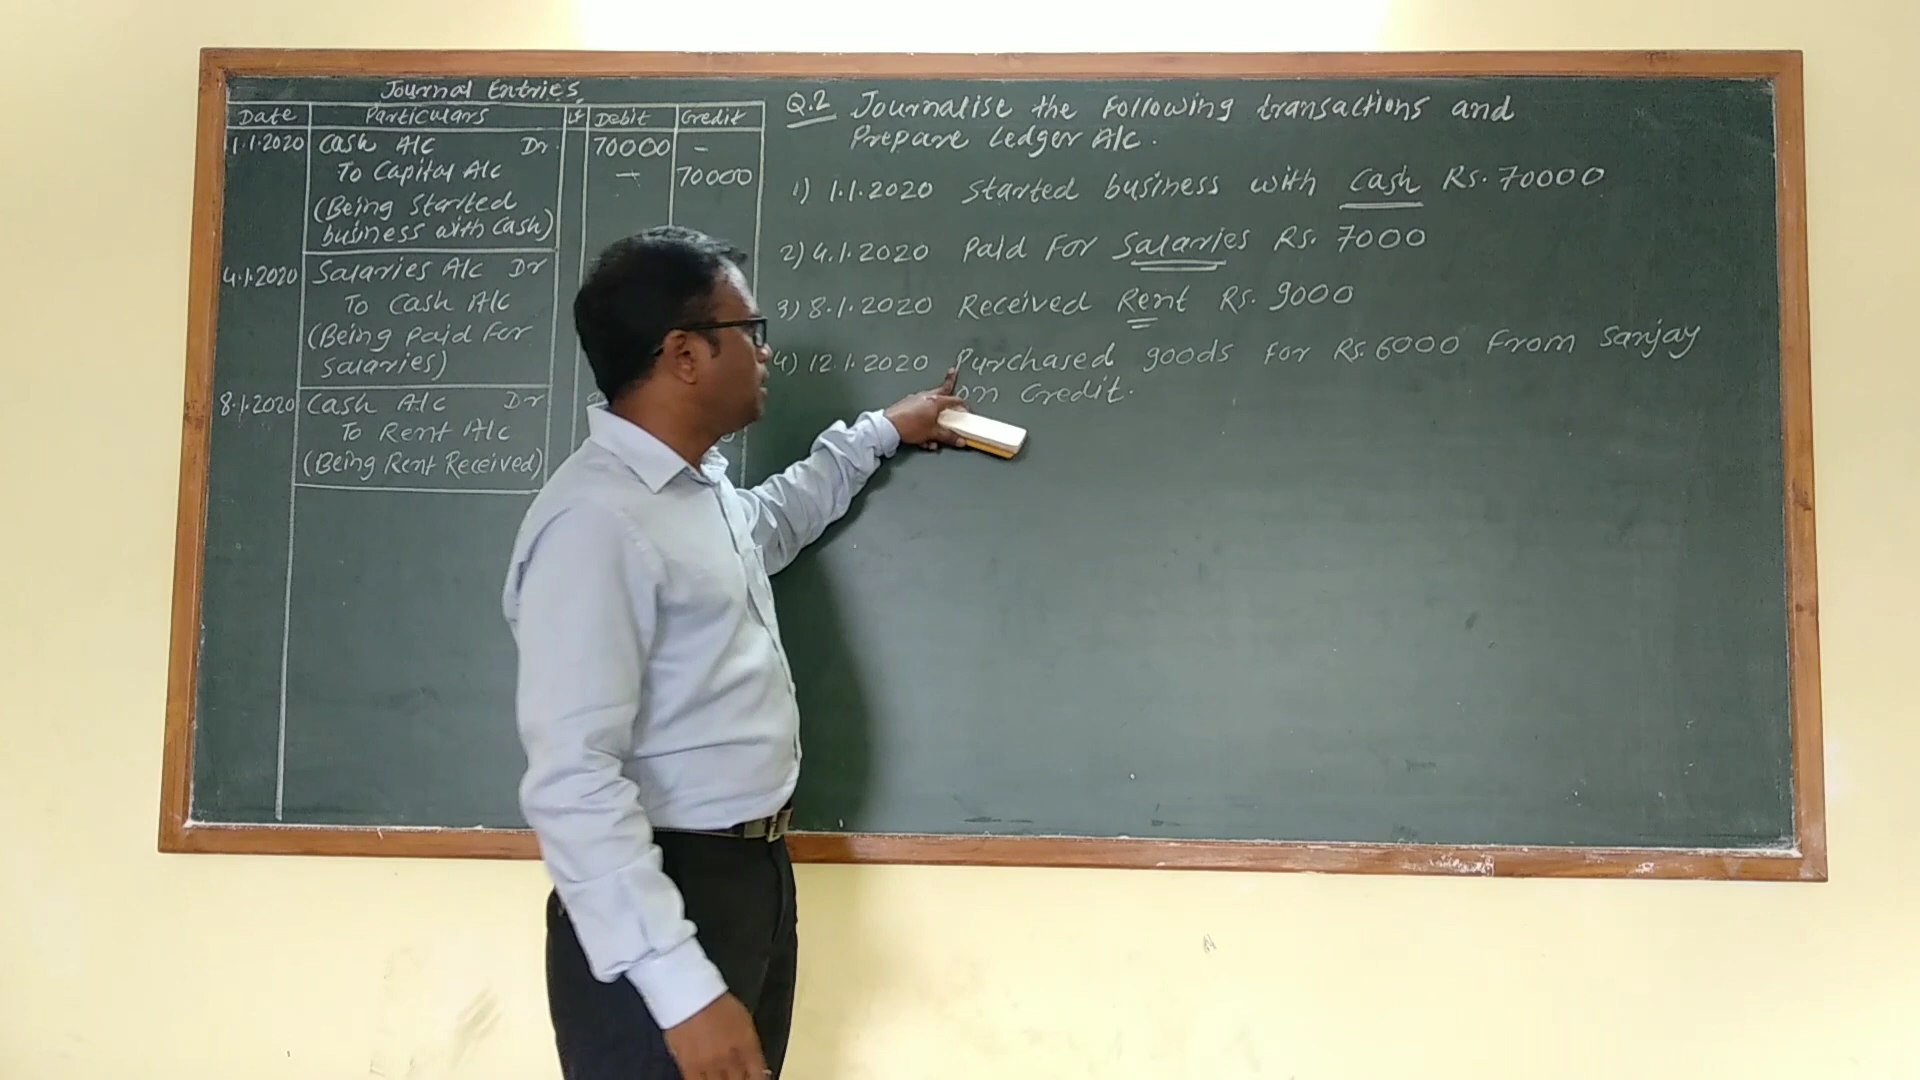 Journal Entries
Date Particulars LF Debit Credit
1.1.2020 Cash A/c Dr. 70000 -
To Capital A/c - 70000
(Being Started
business with cash)
4.1.2020 Salaries A/c Dr
To Cash A/c
(Being paid for
salaries)
8.1.2020 Cash A/c Dr
To Rent A/c
(Being Rent Received)
Q.2 Journalise the following transactions and
Prepare Ledger A/c.
1) 1.1.2020 Started business with cash Rs. 70000
2) 4.1.2020 Paid for Salaries Rs. 7000
3) 8.1.2020 Received Rent Rs. 9000
4) 12.1.2020 Purchased goods for Rs. 6000 from Sanjay
on Credit.